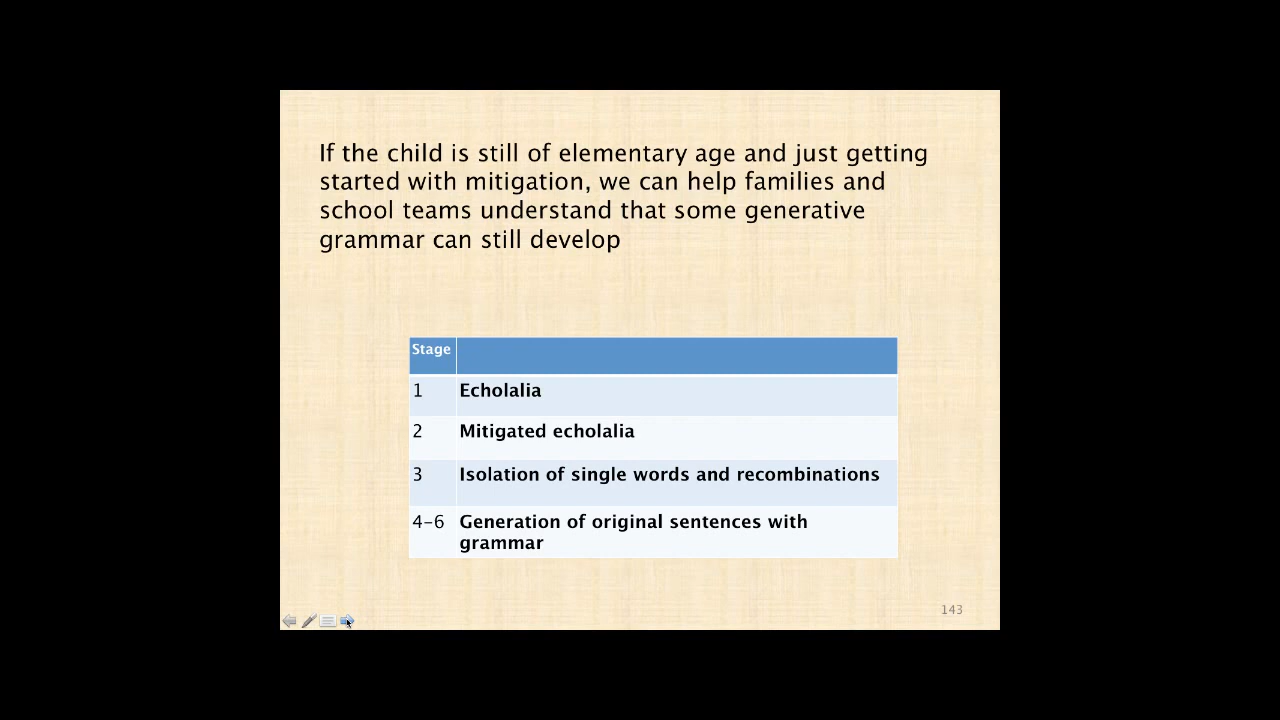 If the child is still of elementary age and just getting
started with mitigation, we can help families and
school teams understand that some generative
grammar can still develop
Stage
1 Echolalia
2 Mitigated echolalia
3 Isolation of single words and recombinations
4–6 Generation of original sentences with
grammar
143